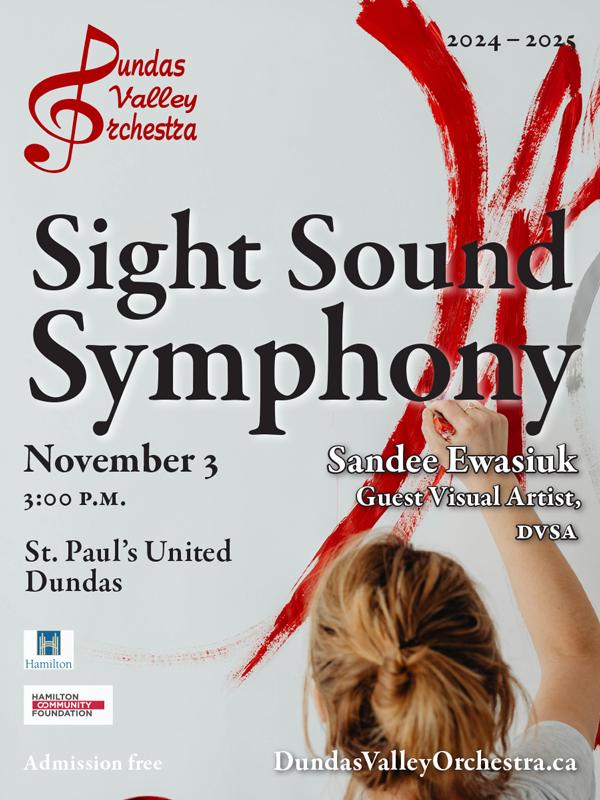 Dundas
Valley
Orchestra
2024 – 2025
Sight Sound
Symphony
November 3
3:00 P.M.
Sandee Ewasiuk
Guest Visual Artist,
DVSA
St. Paul's United
Dundas
Hamilton
HAMILTON
COMMUNITY
FOUNDATION
Admission free
DundasValleyOrchestra.ca